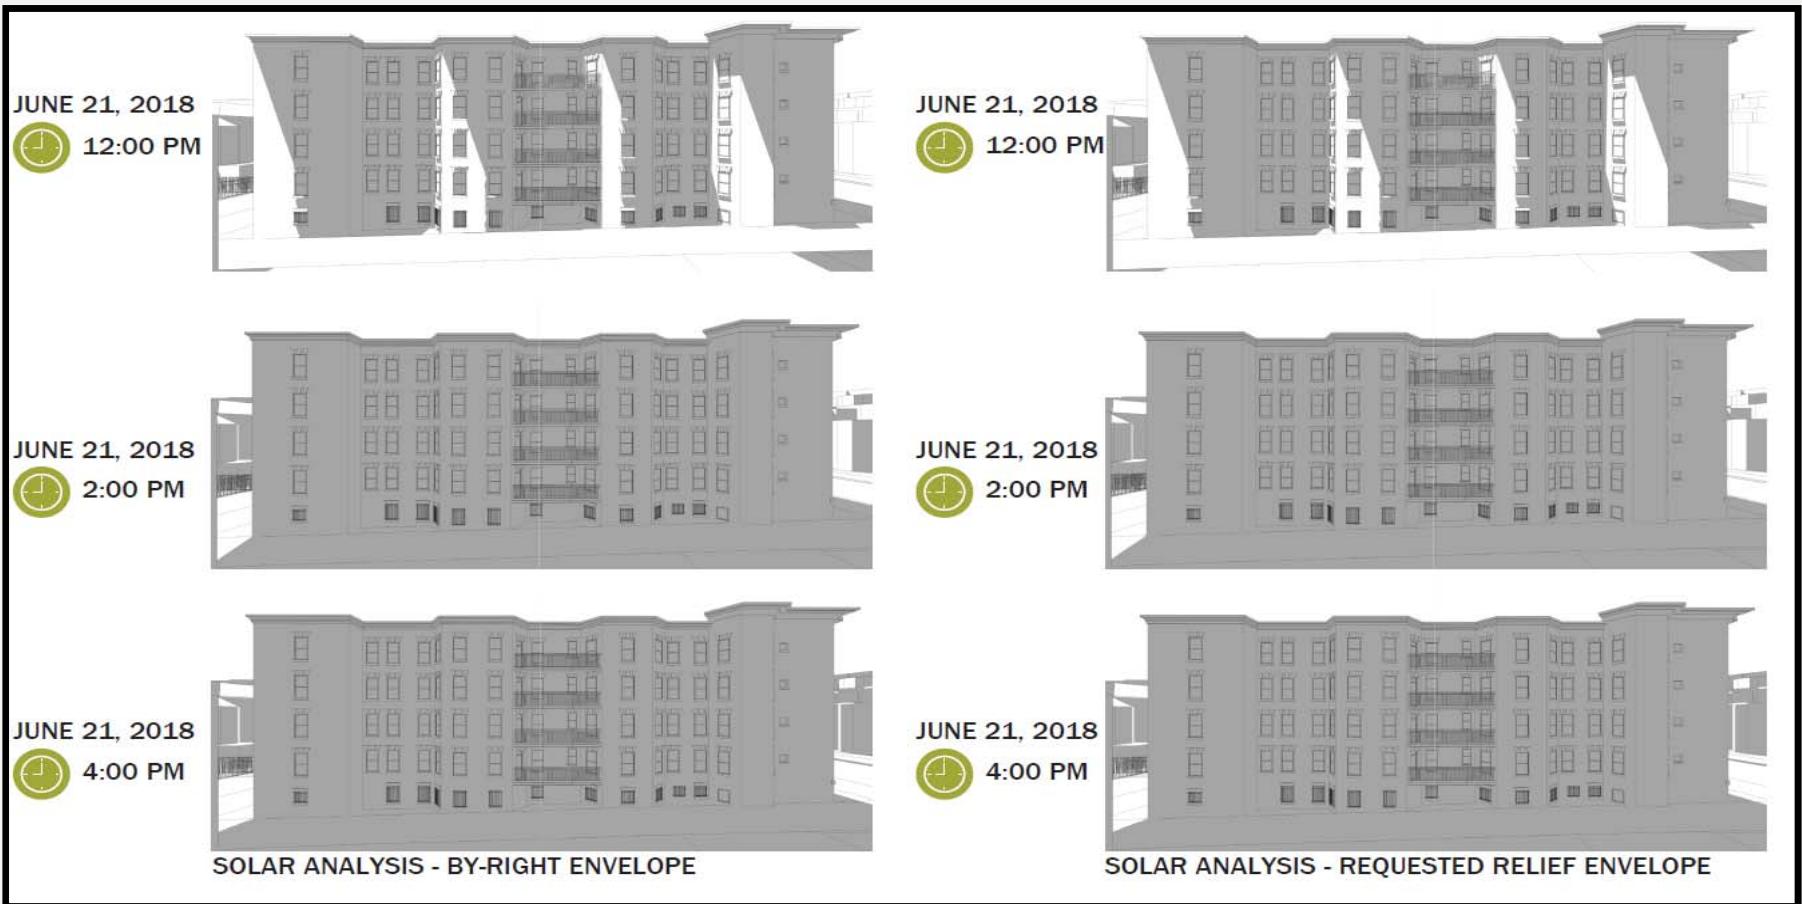 JUNE 21, 2018
12:00 PM
JUNE 21, 2018
12:00 PM
JUNE 21, 2018
2:00 PM
JUNE 21, 2018
2:00 PM
JUNE 21, 2018
4:00 PM
JUNE 21, 2018
4:00 PM
SOLAR ANALYSIS - BY-RIGHT ENVELOPE
SOLAR ANALYSIS - REQUESTED RELIEF ENVELOPE